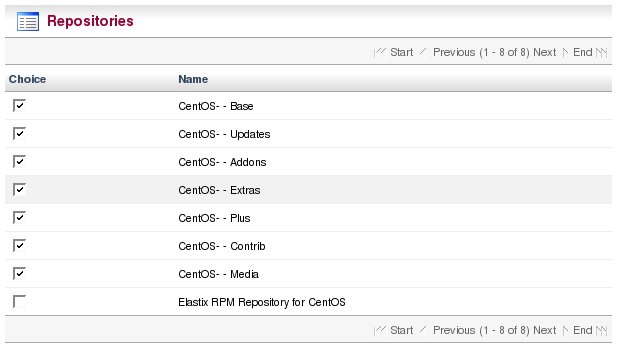 Repositories
Start Previous (1 - 8 of 8) Next End
Choice Name
CentOS- - Base
CentOS- - Updates
CentOS- - Addons
CentOS- - Extras
CentOS- - Plus
CentOS- - Contrib
CentOS- - Media
Elastix RPM Repository for CentOS
Start Previous (1 - 8 of 8) Next End